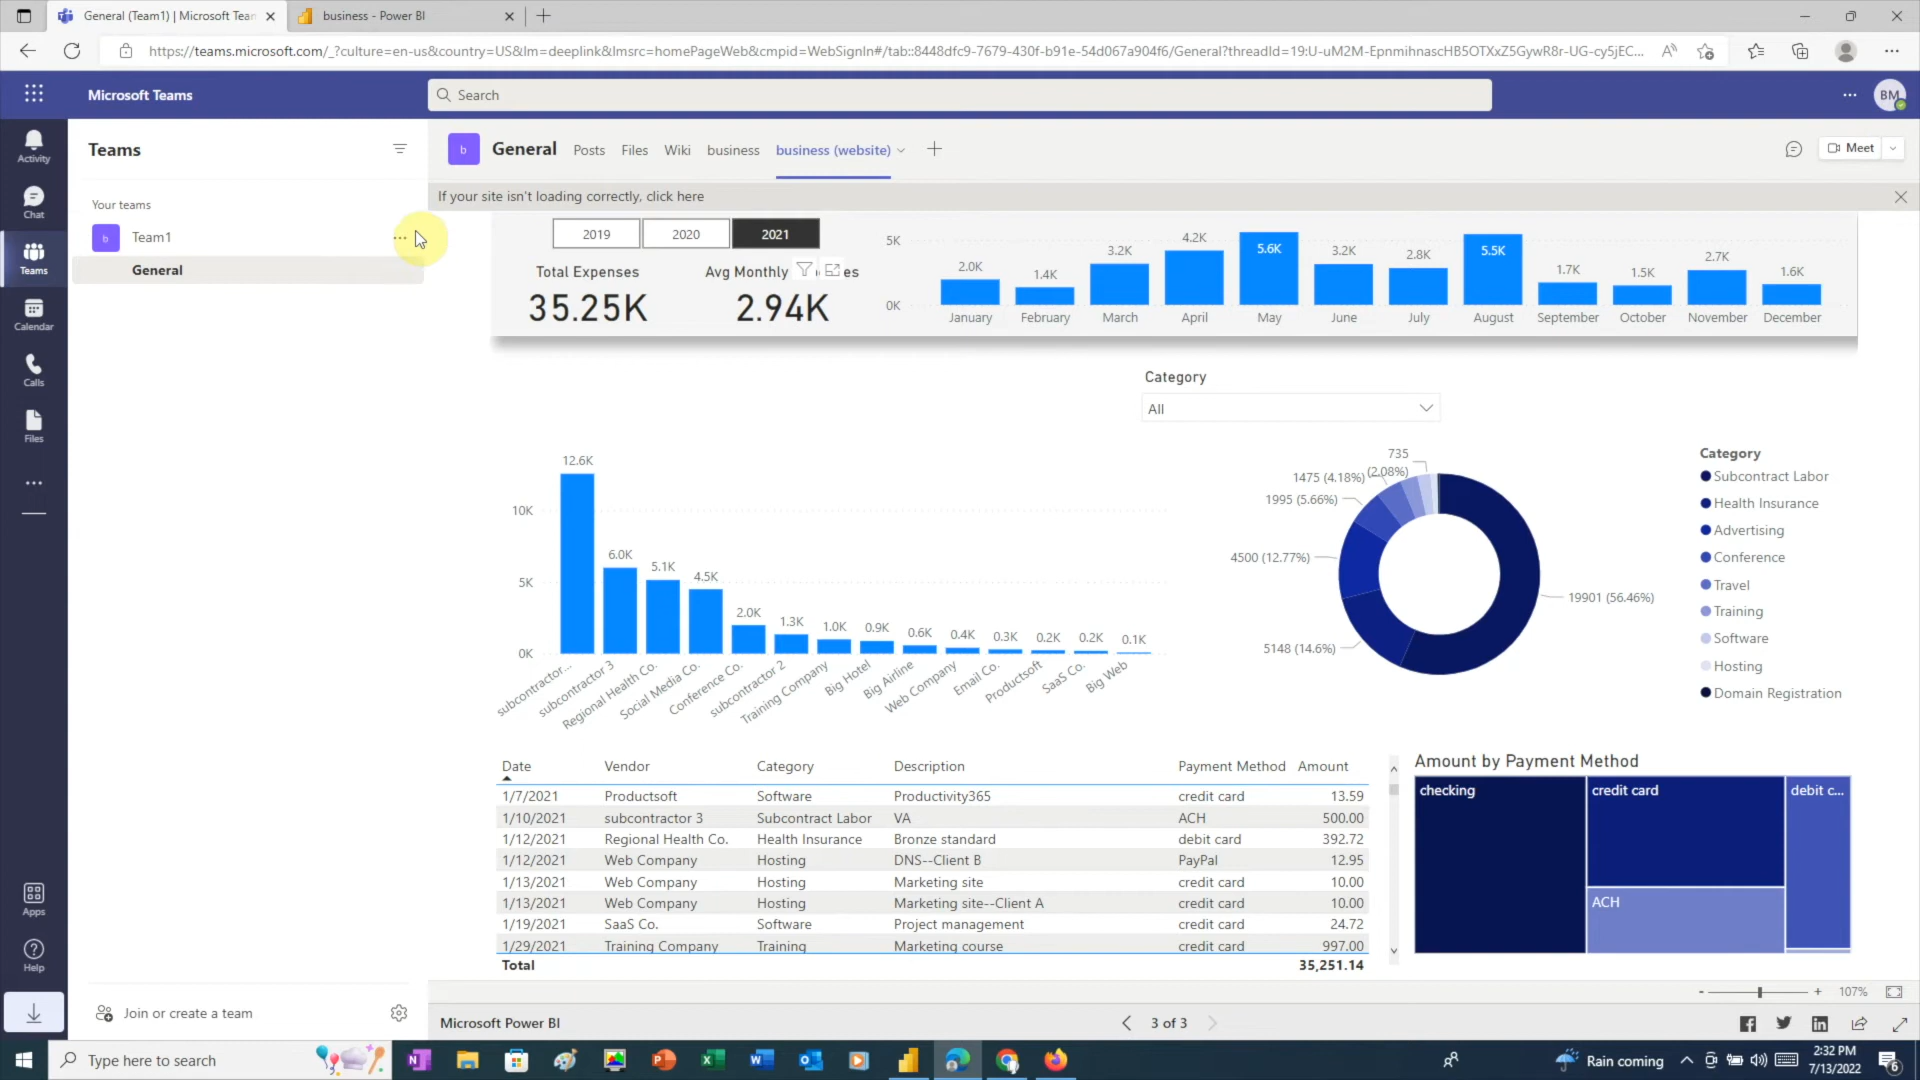 General (Team1) | Microsoft Tean
business - Power BI
https://teams.microsoft.com/_?culture=en-us&country=US&lm=deeplink&lmsrc=homePageWeb&cmpid=WebSignIn#/tab::8448dfc9-7679-430f-b91e-54d067a904f6/General?threadId=19:U-uM2M-EpnmihnascHB5OTXxZ5GywR8r-UG-cy5jEC...
Microsoft Teams
Search
BM
Activity
Chat
Teams
Calendar
Calls
Files
Apps
Help
Teams
Your teams
b Team1
General
Join or create a team
b General Posts Files Wiki business business (website) Meet
If your site isn't loading correctly, click here
2019 2020 2021
Total Expenses Avg Monthly
35.25K 2.94K
5K
0K
2.0K 1.4K 3.2K 4.2K 5.6K 3.2K 2.8K 5.5K 1.7K 1.5K 2.7K 1.6K
January February March April May June July August September October November December
Category
All
10K
5K
0K
12.6K 6.0K 5.1K 4.5K 2.0K 1.3K 1.0K 0.9K 0.6K 0.4K 0.3K 0.2K 0.2K 0.1K
subcontractor... subcontractor 3 Regional Health Co. Social Media Co. Conference Co. subcontractor 2 Training Company Big Hotel Big Airline Web Company Email Co. Productsoft SaaS Co. Big Web
735
(2.08%)
1475 (4.18%)
1995 (5.66%)
4500 (12.77%)
5148 (14.6%)
19901 (56.46%)
Category
Subcontract Labor
Health Insurance
Advertising
Conference
Travel
Training
Software
Hosting
Domain Registration
Date Vendor Category Description Payment Method Amount
1/7/2021 Productsoft Software Productivity365 credit card 13.59
1/10/2021 subcontractor 3 Subcontract Labor VA ACH 500.00
1/12/2021 Regional Health Co. Health Insurance Bronze standard debit card 392.72
1/12/2021 Web Company Hosting DNS--Client B PayPal 12.95
1/13/2021 Web Company Hosting Marketing site credit card 10.00
1/13/2021 Web Company Hosting Marketing site--Client A credit card 10.00
1/19/2021 SaaS Co. Software Project management credit card 24.72
1/29/2021 Training Company Training Marketing course credit card 997.00
Total 35,251.14
Amount by Payment Method
checking
credit card
debit c...
ACH
- + 107%
Microsoft Power BI
3 of 3
Type here to search
Rain coming
2:32 PM
7/13/2022
6